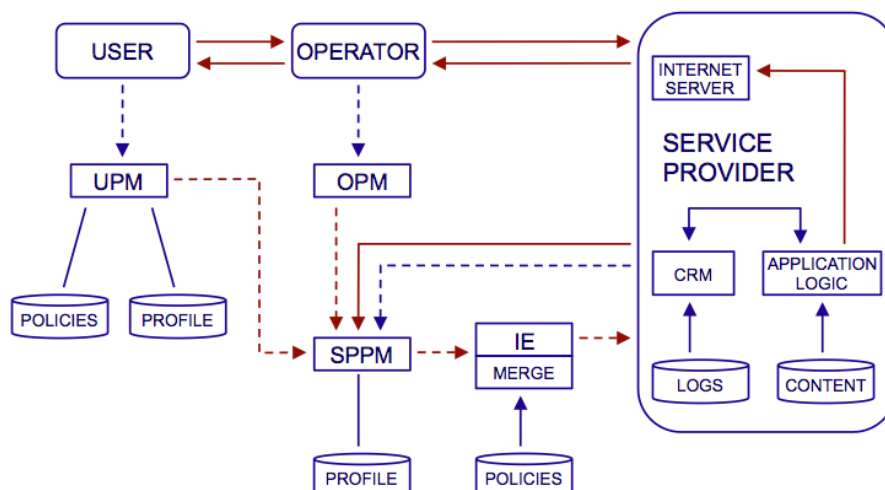 USER
OPERATOR
INTERNET
SERVER
SERVICE
PROVIDER
UPM
OPM
CRM
APPLICATION
LOGIC
POLICIES
PROFILE
SPPM
IE
MERGE
LOGS
CONTENT
PROFILE
POLICIES